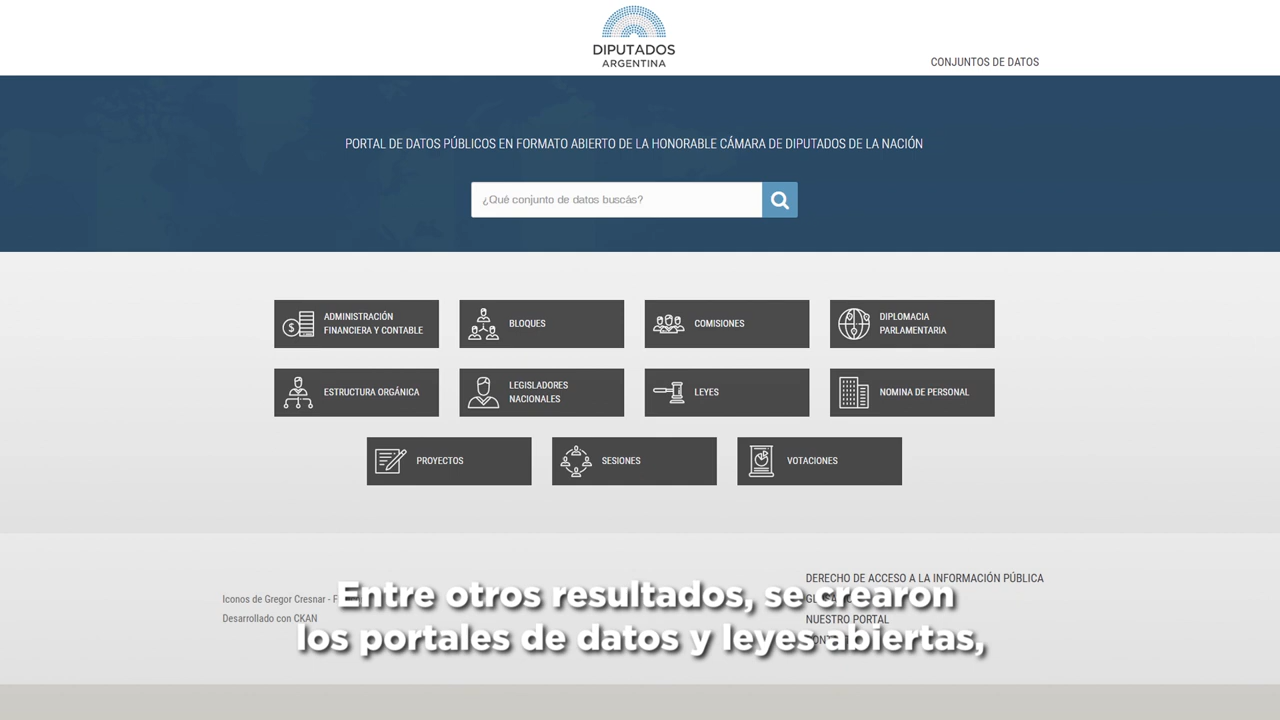 DIPUTADOS
ARGENTINA
CONJUNTOS DE DATOS
PORTAL DE DATOS PÚBLICOS EN FORMATO ABIERTO DE LA HONORABLE CÁMARA DE DIPUTADOS DE LA NACIÓN
¿Qué conjunto de datos buscás?
ADMINISTRACIÓN
FINANCIERA Y CONTABLE
BLOQUES
COMISIONES
DIPLOMACIA
PARLAMENTARIA
ESTRUCTURA ORGÁNICA
LEGISLADORES
NACIONALES
LEYES
NOMINA DE PERSONAL
PROYECTOS
SESIONES
VOTACIONES
Iconos de Gregor Cresnar -
Desarrollado con CKAN
DERECHO DE ACCESO A LA INFORMACIÓN PÚBLICA
NUESTRO PORTAL
Entre otros resultados, se crearon
los portales de datos y leyes abiertas,